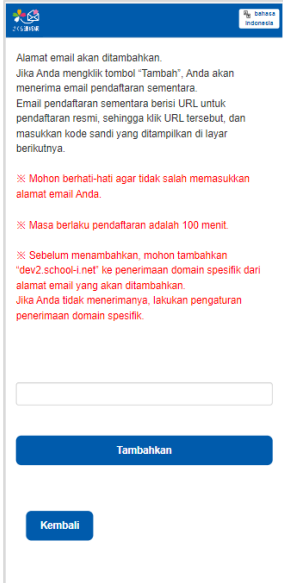 bahasa
Indonesia
Alamat email akan ditambahkan.
Jika Anda mengklik tombol "Tambah", Anda akan
menerima email pendaftaran sementara.
Email pendaftaran sementara berisi URL untuk
pendaftaran resmi, sehingga klik URL tersebut, dan
masukkan kode sandi yang ditampilkan di layar
berikutnya.
※ Mohon berhati-hati agar tidak salah memasukkan
alamat email Anda.
※ Masa berlaku pendaftaran adalah 100 menit.
※ Sebelum menambahkan, mohon tambahkan
"dev2.school-i.net" ke penerimaan domain spesifik dari
alamat email yang akan ditambahkan.
Jika Anda tidak menerimanya, lakukan pengaturan
penerimaan domain spesifik.
Tambahkan
Kembali